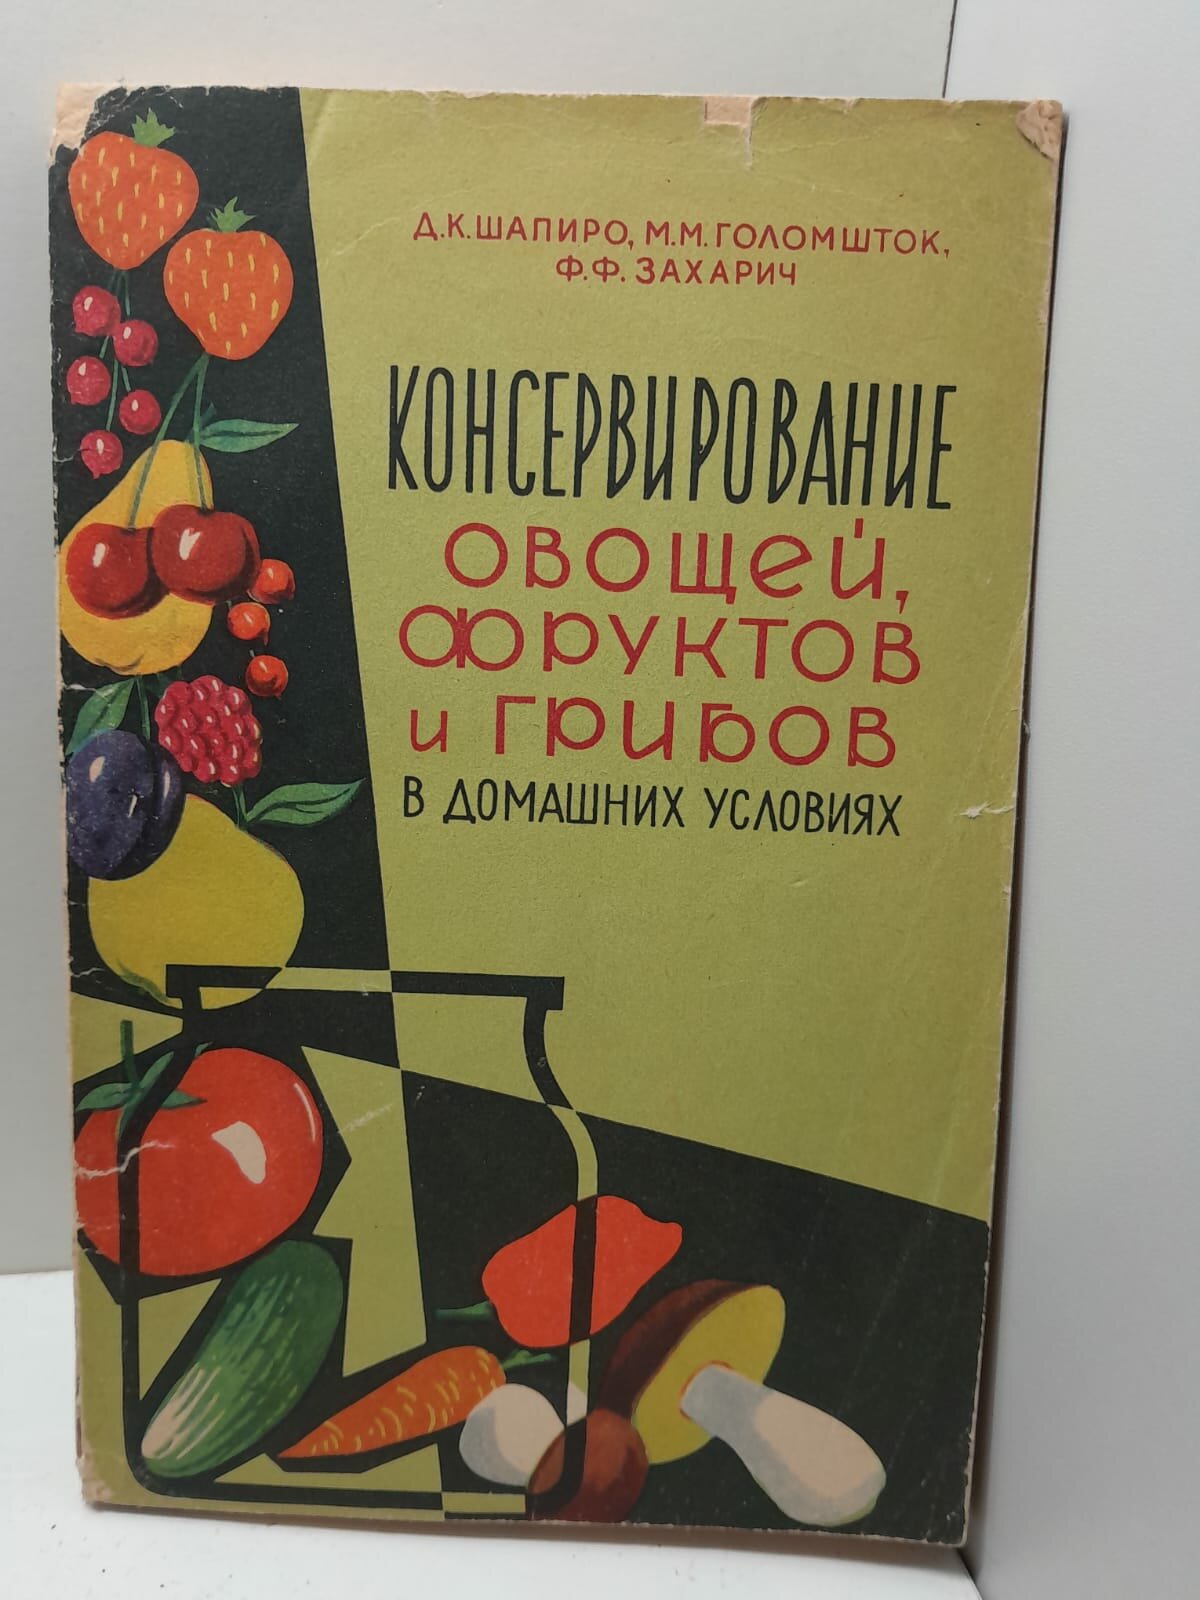 Д.К.ШАПИРО, М.М.ГОЛОМШТОК,
Ф.Ф.ЗАХАРИЧ
КОНСЕРВИРОВАНИЕ
ОВОЩЕЙ,
ФРУКТОВ
И ГРИБОВ
В ДОМАШНИХ УСЛОВИЯХ